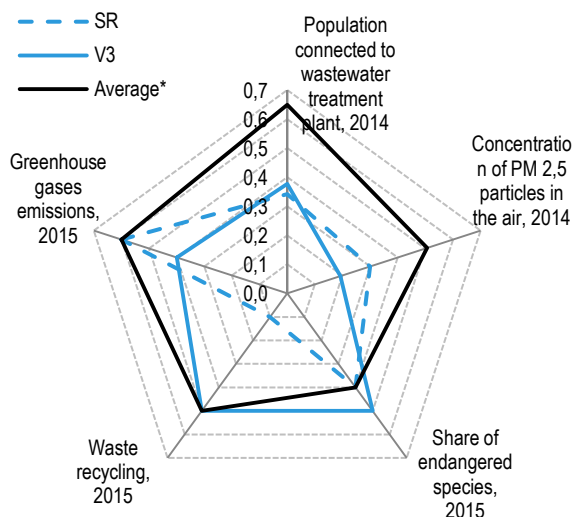 SR
V3
Average*
Population
connected to
wastewater
treatment
plant, 2014
Concentratio
n of PM 2,5
particles in
the air, 2014
Share of
endangered
species,
2015
Waste
recycling,
2015
Greenhouse
gases
emissions,
2015
0,7
0,6
0,5
0,4
0,3
0,2
0,1
0,0